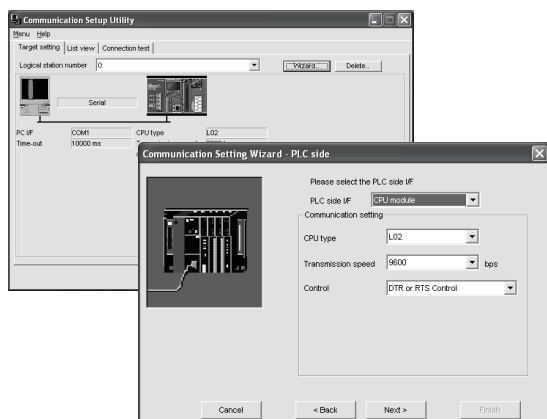 Communication Setup Utility
Menu Help
Target setting List view Connection test
Logical station number 0: Wizard... Delete..
Serial
PC I/F COM1 CPU type L02
Time-out 10000 ms
Communication Setting Wizard - PLC side
Please select the PLC side I/F
PLC side I/F CPU module
Communication setting
CPU type L02
Transmission speed 9600 bps
Control DTR or RTS Control
Cancel < Back Next > Finish